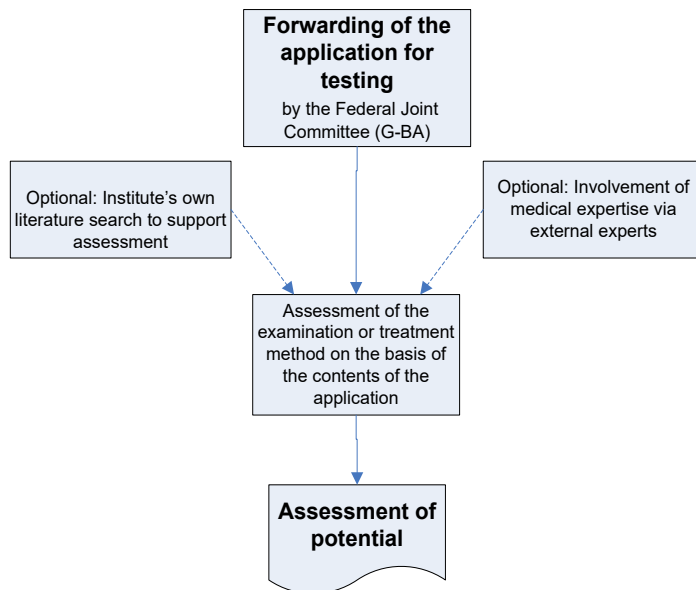 Forwarding of the
application for
testing
by the Federal Joint
Committee (G-BA)
Optional: Institute’s own
literature search to support
assessment
Optional: Involvement of
medical expertise via
external experts
Assessment of the
examination or treatment
method on the basis of
the contents of the
application
Assessment of
potential